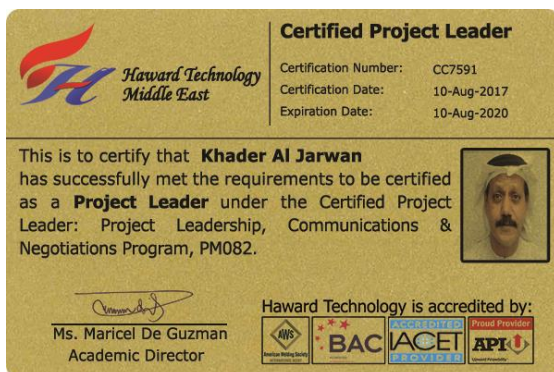 Haward Technology
Middle East
Certified Project Leader
Certification Number: CC7591
Certification Date: 10-Aug-2017
Expiration Date: 10-Aug-2020
This is to certify that Khader Al Jarwan
has successfully met the requirements to be certified
as a Project Leader under the Certified Project
Leader: Project Leadership, Communications &
Negotiations Program, PM082.
Ms. Maricel De Guzman
Academic Director
Haward Technology is accredited by:
AWS
American Welding Society
BAC
ACCREDITED
IACET
PROVIDER
Proud Provider
API